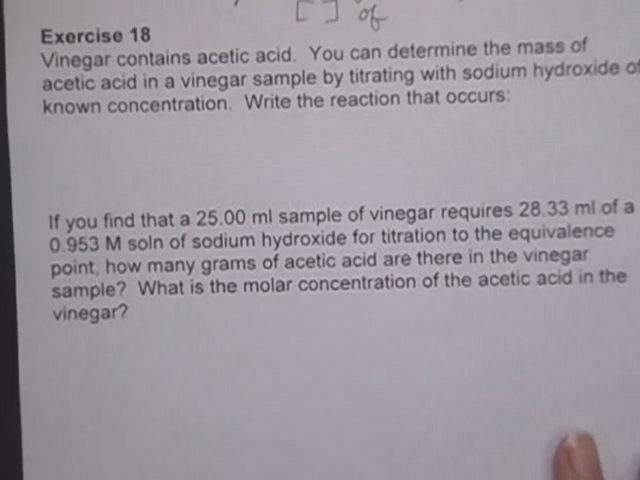 [ ] of
Exercise 18
Vinegar contains acetic acid. You can determine the mass of
acetic acid in a vinegar sample by titrating with sodium hydroxide of
known concentration. Write the reaction that occurs:
If you find that a 25.00 ml sample of vinegar requires 28.33 ml of a
0.953 M soln of sodium hydroxide for titration to the equivalence
point, how many grams of acetic acid are there in the vinegar
sample? What is the molar concentration of the acetic acid in the
vinegar?